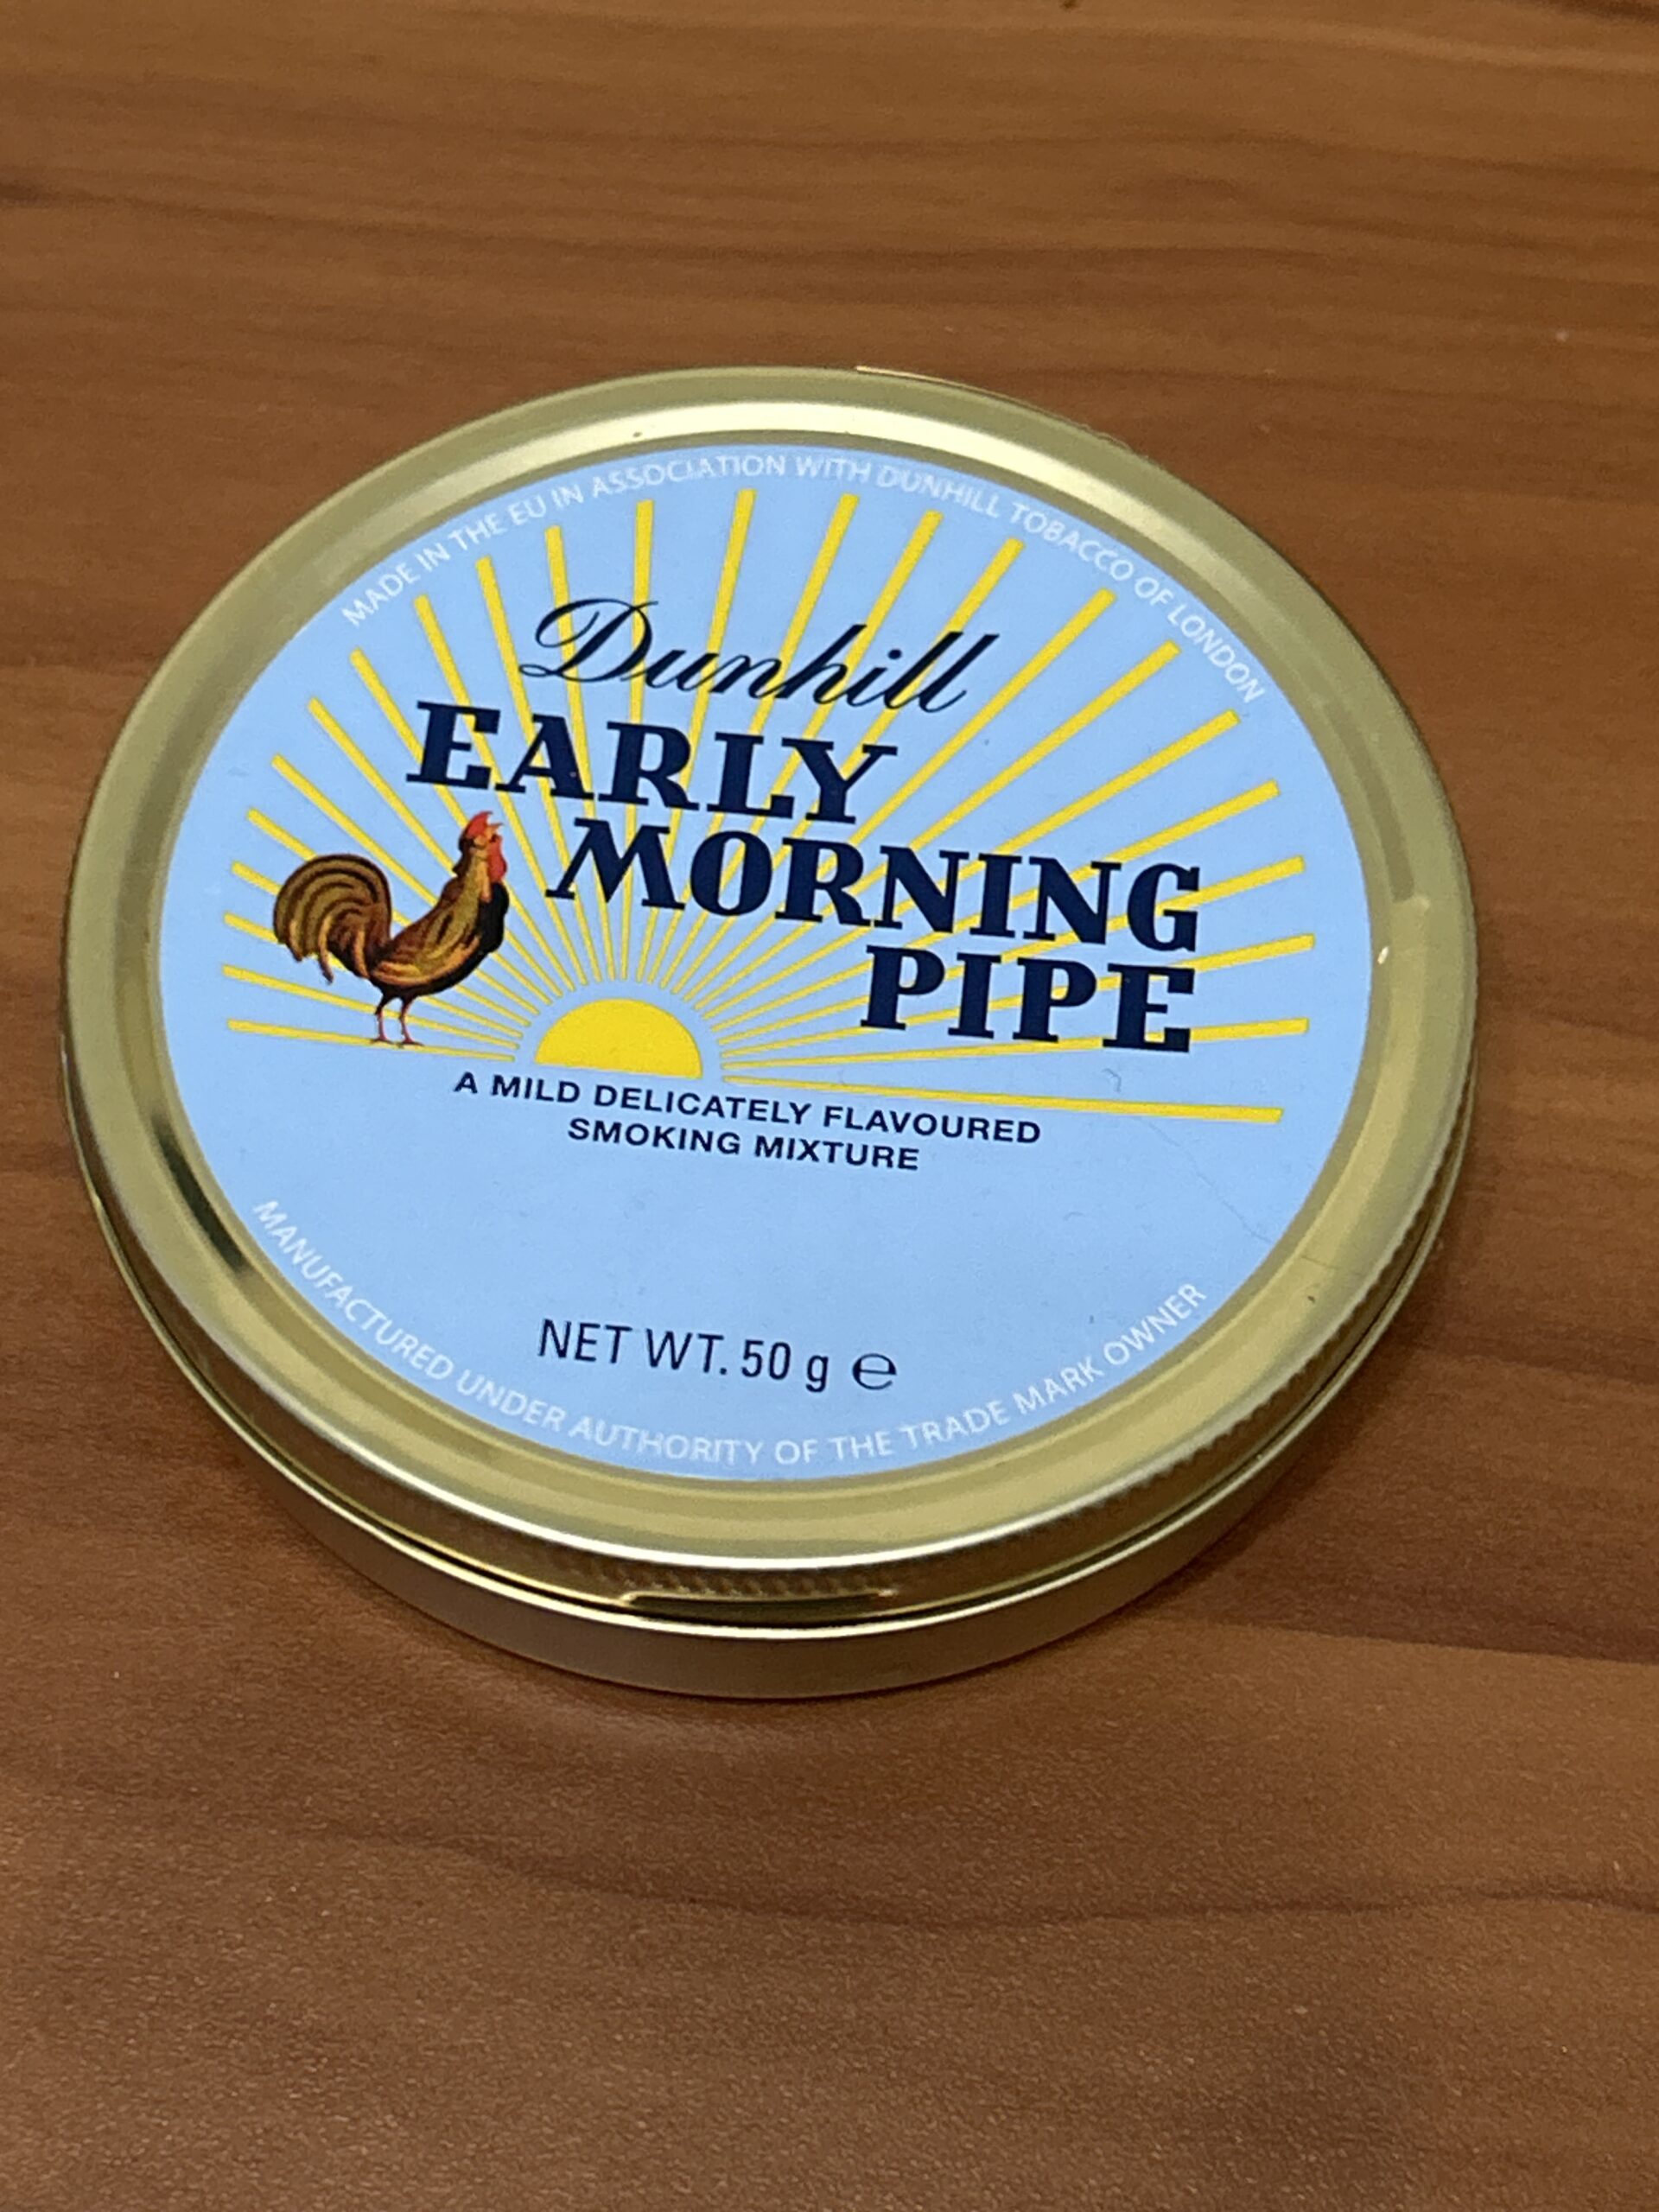 MADE IN THE EU IN ASSOCIATION WITH DUNHILL TOBACCO OF LONDON
Dunhill
EARLY
MORNING
PIPE
A MILD DELICATELY FLAVOURED
SMOKING MIXTURE
NET WT. 50 g ℮
MANUFACTURED UNDER AUTHORITY OF THE TRADE MARK OWNER